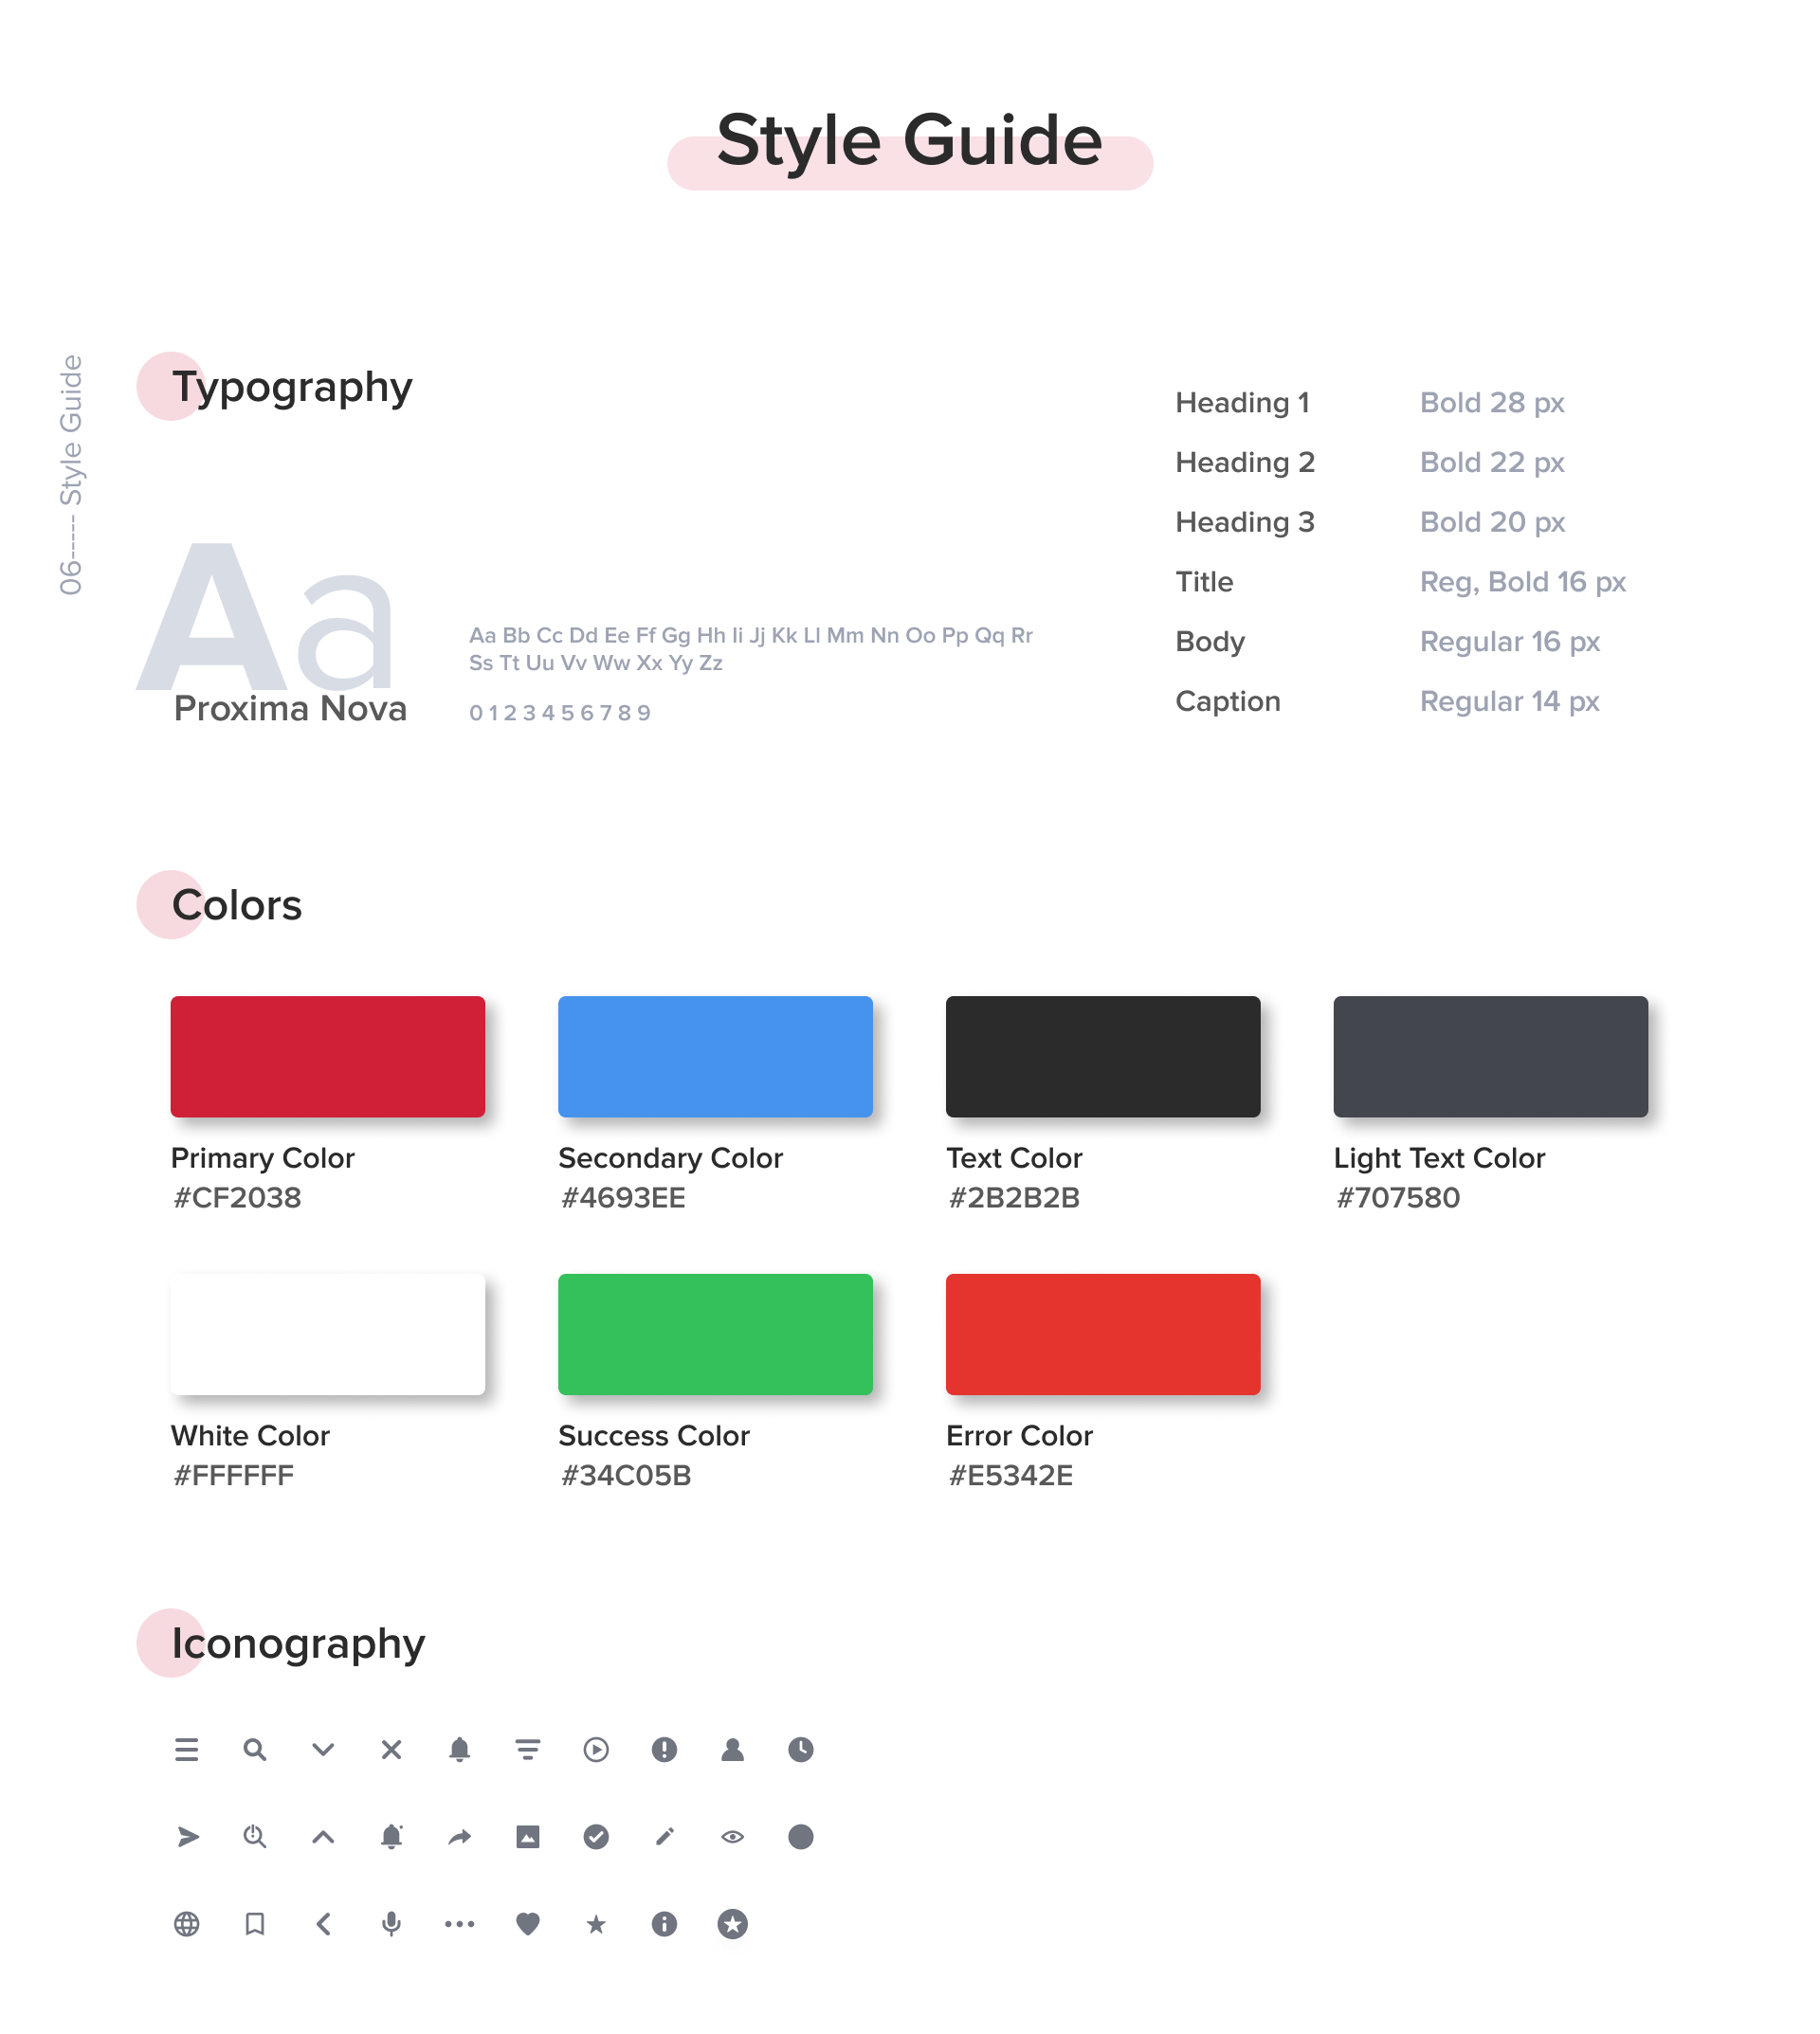 Style Guide
06------ Style Guide
Typography
Aa
Proxima Nova
Aa Bb Cc Dd Ee Ff Gg Hh Ii Jj Kk Ll Mm Nn Oo Pp Qq Rr
Ss Tt Uu Vv Ww Xx Yy Zz
0 1 2 3 4 5 6 7 8 9
Heading 1 Bold 28 px
Heading 2 Bold 22 px
Heading 3 Bold 20 px
Title Reg, Bold 16 px
Body Regular 16 px
Caption Regular 14 px
Colors
Primary Color
#CF2038
Secondary Color
#4693EE
Text Color
#2B2B2B
Light Text Color
#707580
White Color
#FFFFFF
Success Color
#34C05B
Error Color
#E5342E
Iconography